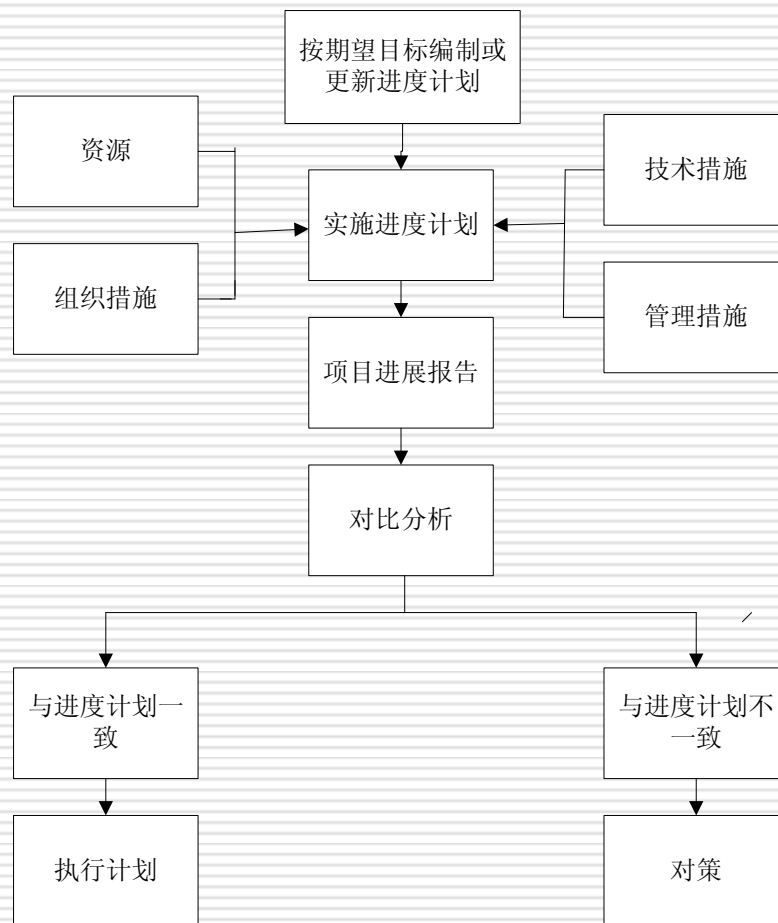 按期望目标编制或
更新进度计划
资源
技术措施
实施进度计划
组织措施
管理措施
项目进展报告
对比分析
与进度计划一
致
与进度计划不
一致
执行计划
对策